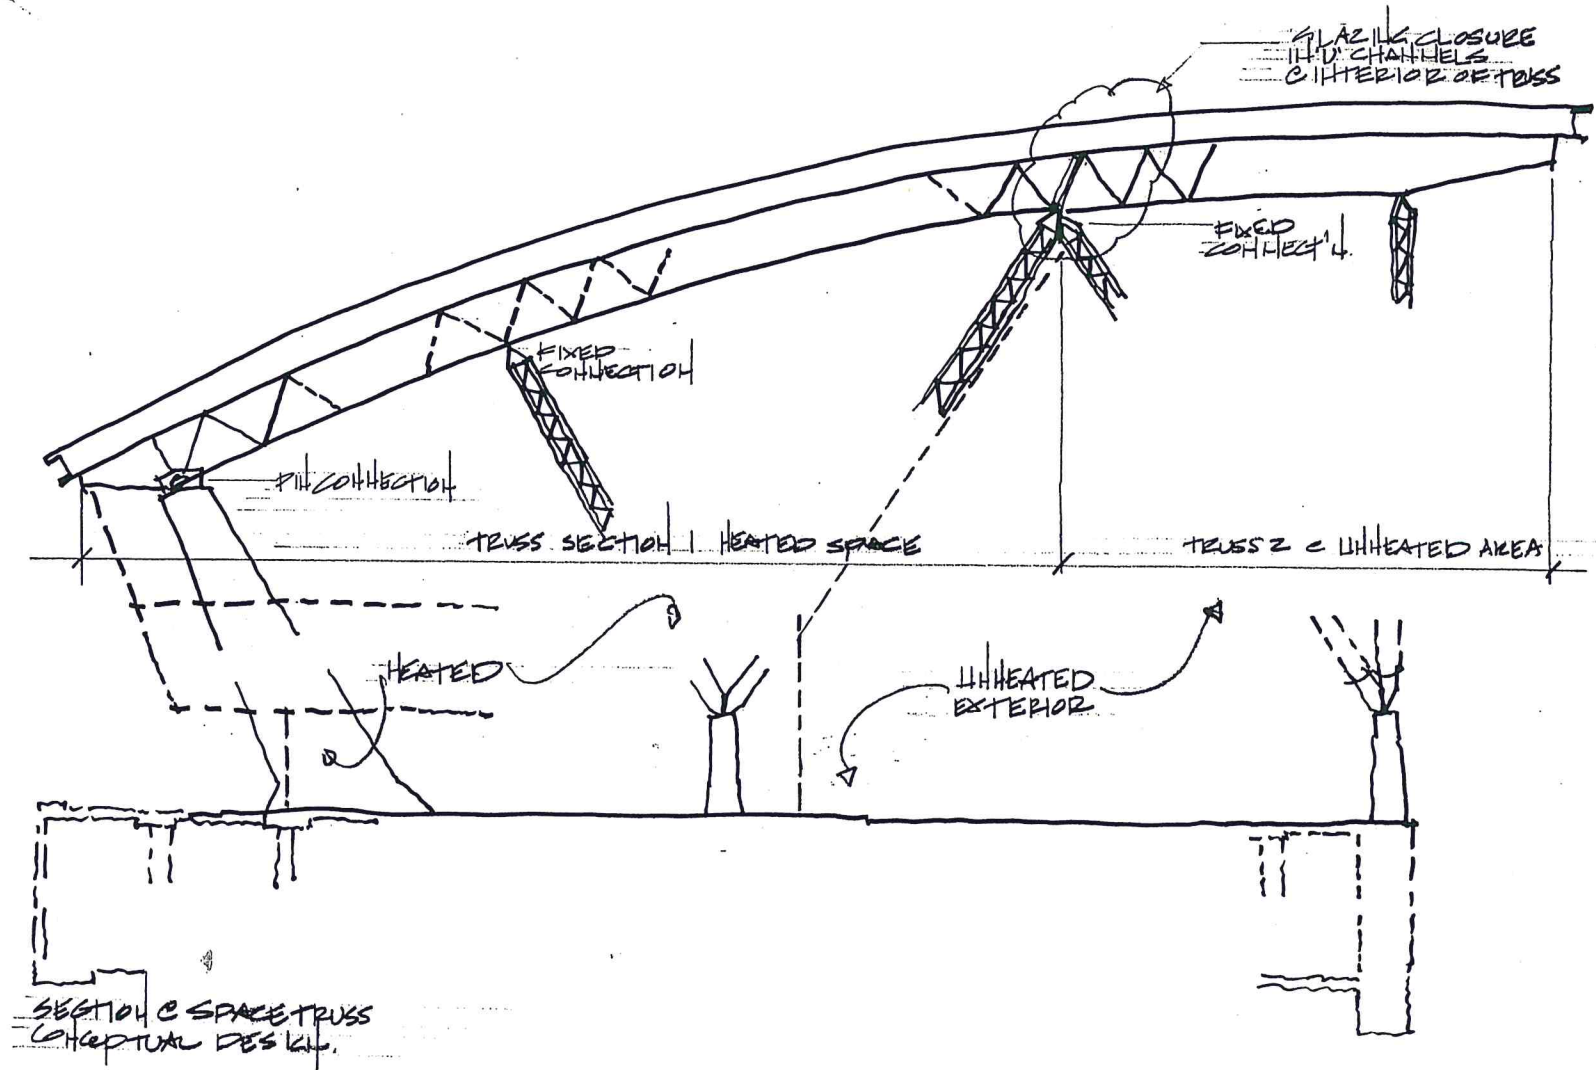 GLAZING CLOSURE
IN 'U' CHANNELS
@ INTERIOR OF TRUSS
FIXED
CONNECT'N.
FIXED
CONNECTION
PIN CONNECTION
TRUSS SECTION 1 HEATED SPACE
TRUSS 2 @ UNHEATED AREA
HEATED
UNHEATED
EXTERIOR
SECTION @ SPACE TRUSS
CONCEPTUAL DESIGN.